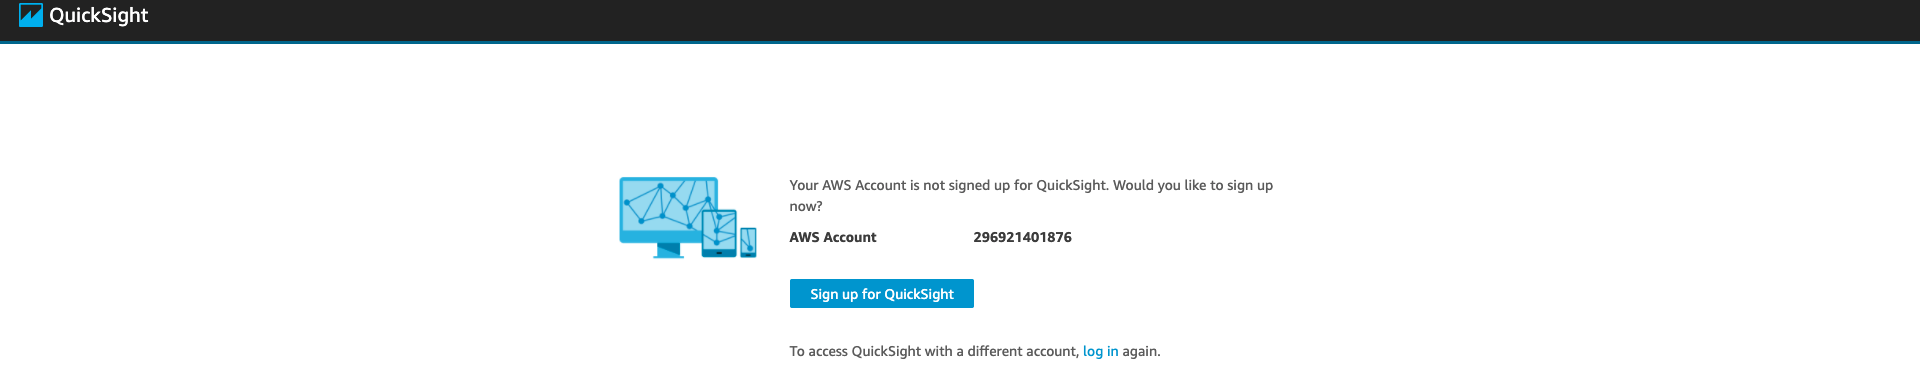 QuickSight
Your AWS Account is not signed up for QuickSight. Would you like to sign up
now?
AWS Account 296921401876
Sign up for QuickSight
To access QuickSight with a different account, log in again.